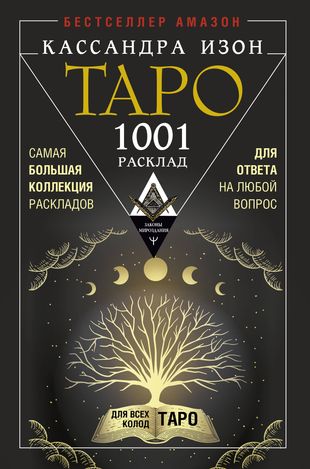 БЕСТСЕЛЛЕР АМАЗОН
КАССАНДРА ИЗОН
ТАРО
1001
РАСКЛАД
САМАЯ
БОЛЬШАЯ
КОЛЛЕКЦИЯ
РАСКЛАДОВ
ДЛЯ
ОТВЕТА
НА ЛЮБОЙ
ВОПРОС
ЗАКОНЫ
МИРОЗДАНИЯ
ДЛЯ ВСЕХ
КОЛОД
ТАРО